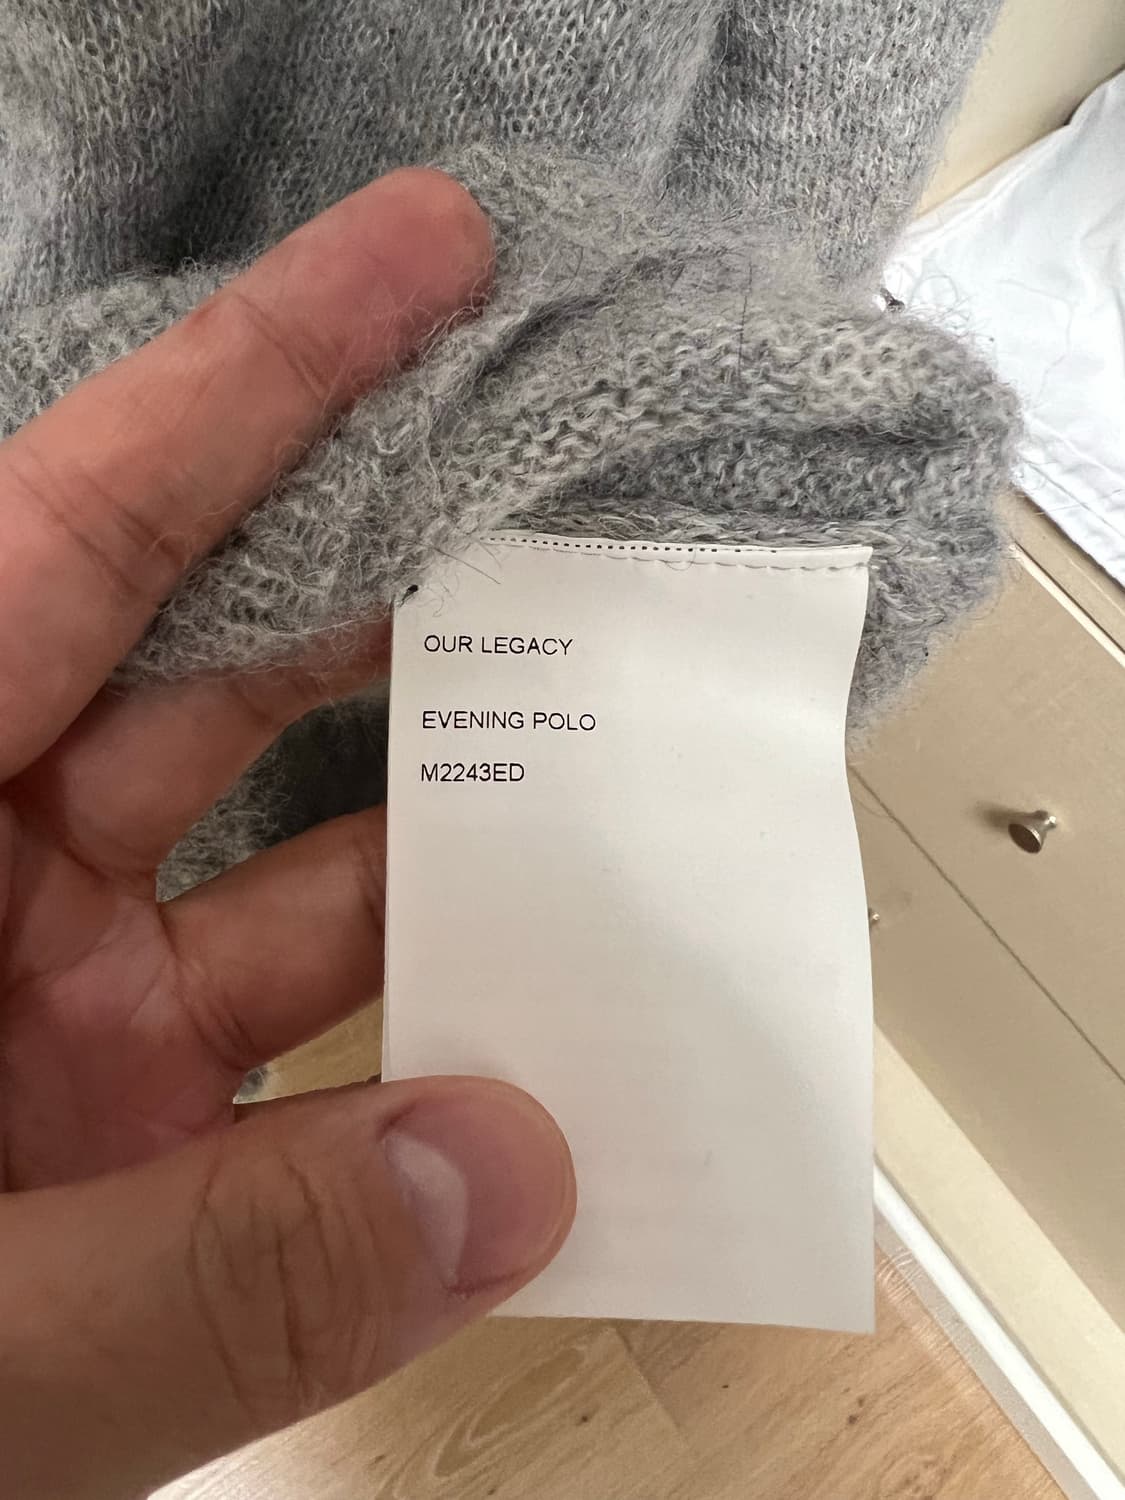 OUR LEGACY
EVENING POLO
M2243ED